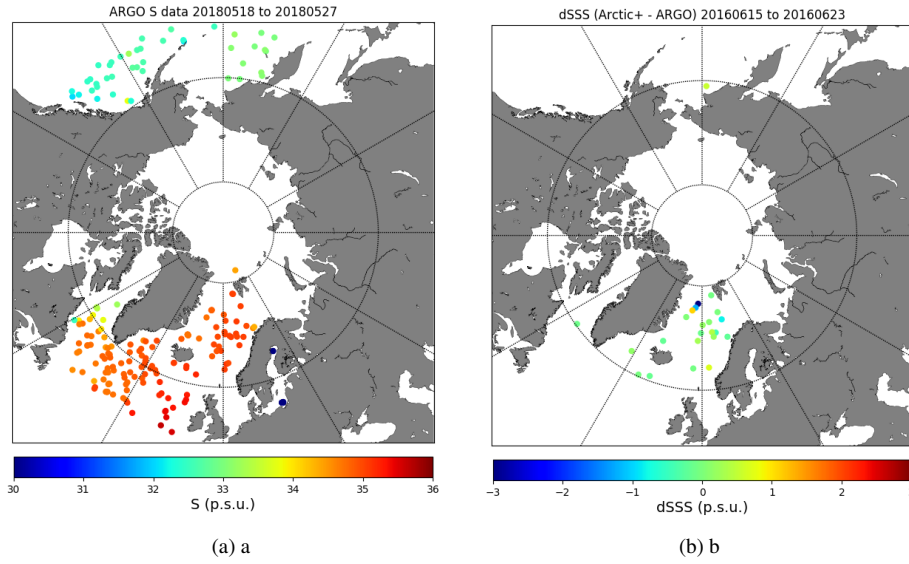 ARGO S data 20180518 to 20180527
30 31 32 33 34 35 36
S (p.s.u.)
(a) a
dSSS (Arctic+ - ARGO) 20160615 to 20160623
−3 −2 −1 0 1 2
dSSS (p.s.u.)
(b) b